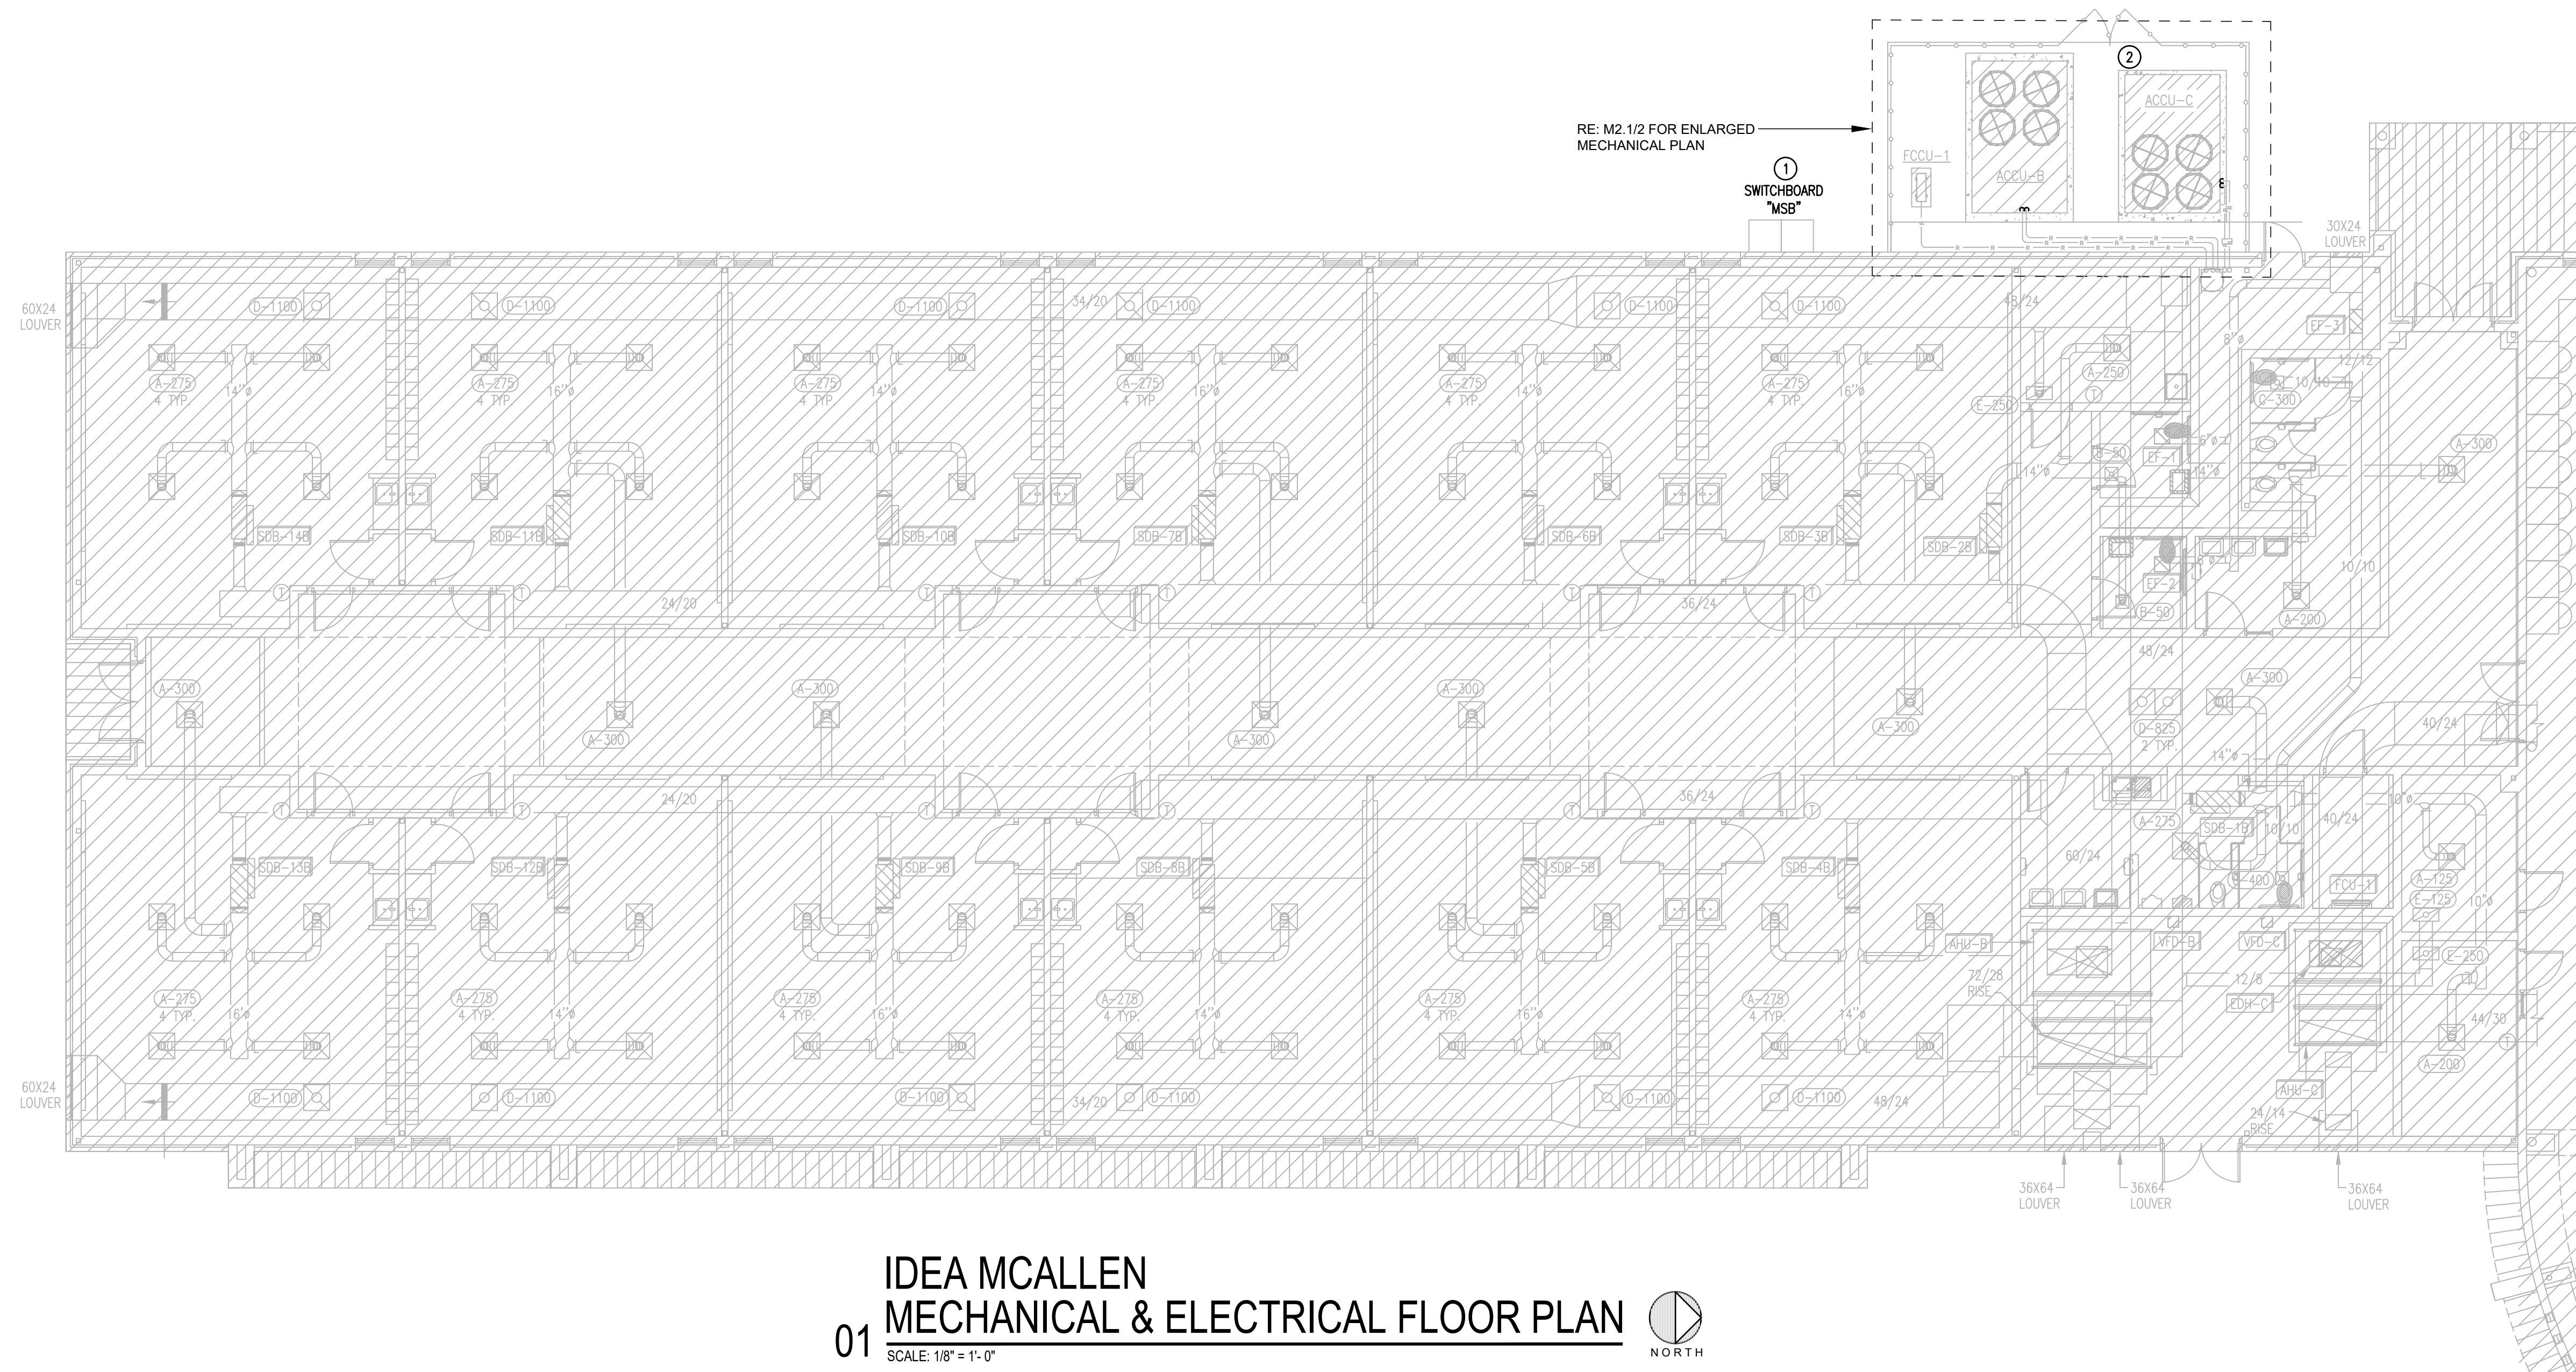 2
ACCU-C
RE: M2.1/2 FOR ENLARGED
MECHANICAL PLAN
FCCU-1
ACCU-B
1
SWITCHBOARD
"MSB"
R R R R R
R R R R R R
R R R R R R R R
30X24
LOUVER
60X24
LOUVER
D-1100
D-1100
D-1100
34/20
D-1100
D-1100
D-1100
48/24
EF-3
8"ø
12/12
A-275
4 TYP.
14"ø
A-275
4 TYP.
16"ø
A-275
4 TYP.
14"ø
A-275
4 TYP.
16"ø
A-275
4 TYP.
14"ø
A-275
4 TYP.
16"ø
A-250
T
10/10
C-300
E-250
A-300
B-50
6"ø
EF-1
14"ø
14"ø
SDB-14B
SDB-11B
SDB-10B
SDB-7B
SDB-6B
SDB-3B
SDB-2B
10/10
EF-2
B-50
A-200
T
T
T
T
T
T
24/20
36/24
48/24
A-300
A-300
A-300
A-300
A-300
A-300
A-300
A-300
D-825
2 TYP.
40/24
14"ø
24/20
36/24
T
T
T
T
T
T
10"ø
A-275
SDB-1B
10/10
40/24
60/24
SDB-13B
SDB-12B
SDB-9B
SDB-8B
SDB-5B
SDB-4B
FCU-1
A-125
E-125
10"ø
AHU-B
VFD-B
VFD-C
E-250
72/28
RISE
12/8
EDH-C
44/30
T
A-275
4 TYP.
16"ø
A-275
4 TYP.
14"ø
A-275
4 TYP.
16"ø
A-275
4 TYP.
14"ø
A-275
4 TYP.
16"ø
A-275
4 TYP.
14"ø
A-200
AHU-C
60X24
LOUVER
D-1100
D-1100
D-1100
34/20
D-1100
D-1100
D-1100
48/24
24/14
RISE
36X64
LOUVER
36X64
LOUVER
36X64
LOUVER
IDEA MCALLEN
01 MECHANICAL & ELECTRICAL FLOOR PLAN
SCALE: 1/8" = 1'- 0"
NORTH